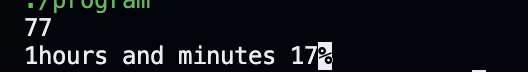 ./program
77
1hours and minutes 17%